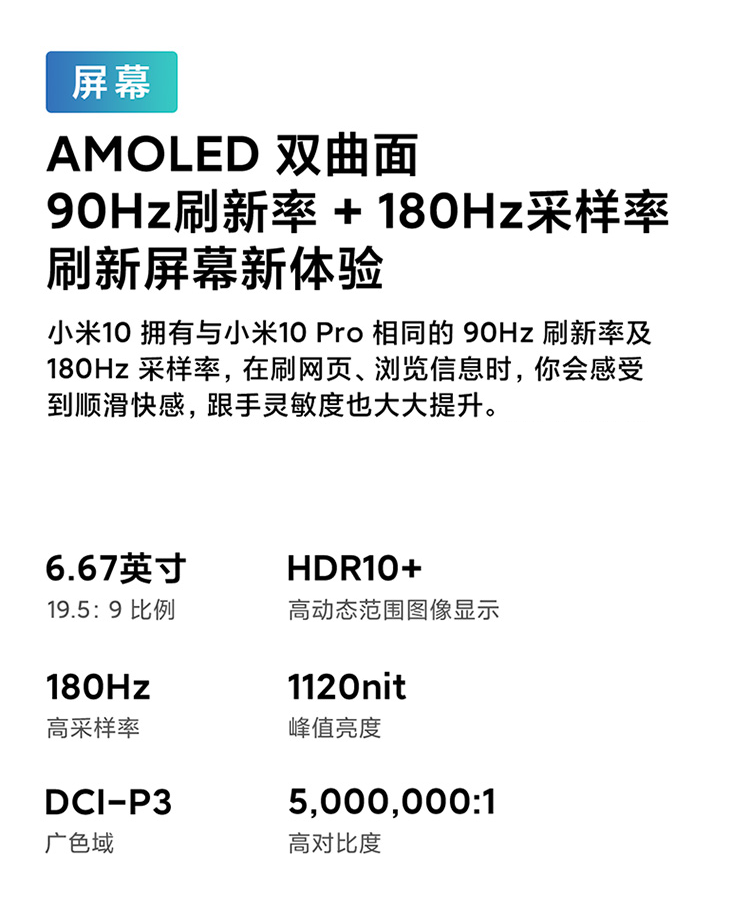 屏幕
AMOLED 双曲面
90Hz刷新率 + 180Hz采样率
刷新屏幕新体验
小米10 拥有与小米10 Pro 相同的 90Hz 刷新率及
180Hz 采样率，在刷网页、浏览信息时，你会感受
到顺滑快感，跟手灵敏度也大大提升。
6.67英寸
19.5：9 比例
HDR10+
高动态范围图像显示
180Hz
高采样率
1120nit
峰值亮度
DCI-P3
广色域
5,000,000:1
高对比度